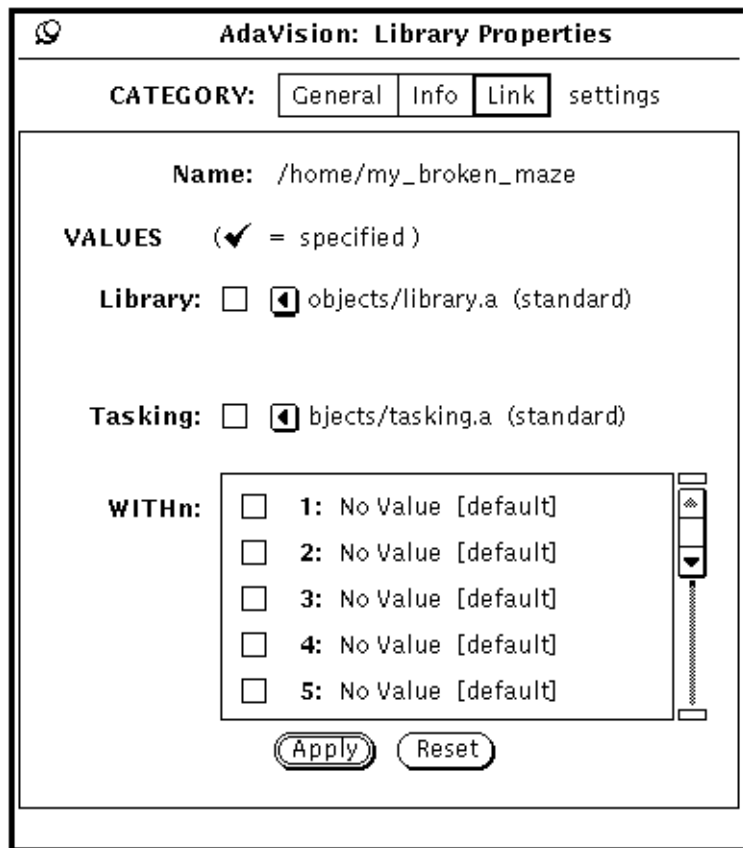 AdaVision: Library Properties
CATEGORY: General Info Link settings
Name: /home/my_broken_maze
VALUES (✔ = specified )
Library: objects/library.a (standard)
Tasking: bjects/tasking.a (standard)
WITHn: 1: No Value [default]
2: No Value [default]
3: No Value [default]
4: No Value [default]
5: No Value [default]
Apply Reset